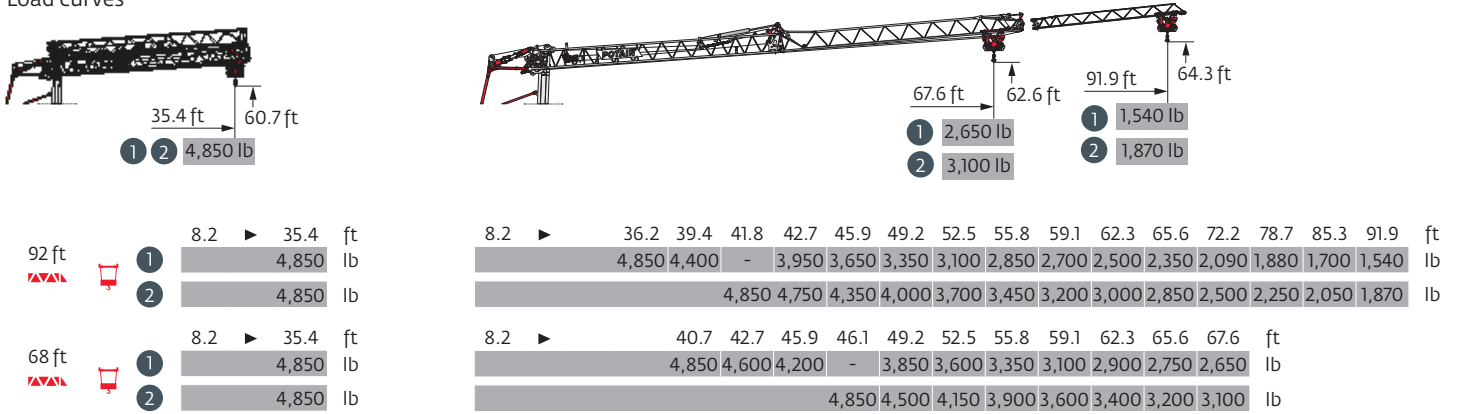 Load curves
POTAIN
35.4 ft
60.7 ft
1 2 4,850 lb
67.6 ft
62.6 ft
1 2,650 lb
2 3,100 lb
91.9 ft
64.3 ft
1 1,540 lb
2 1,870 lb
92 ft
8.2 ► 35.4 ft
1 4,850 lb
2 4,850 lb
8.2 ► 36.2 39.4 41.8 42.7 45.9 49.2 52.5 55.8 59.1 62.3 65.6 72.2 78.7 85.3 91.9 ft
4,850 4,400 - 3,950 3,650 3,350 3,100 2,850 2,700 2,500 2,350 2,090 1,880 1,700 1,540 lb
4,850 4,750 4,350 4,000 3,700 3,450 3,200 3,000 2,850 2,500 2,250 2,050 1,870 lb
68 ft
8.2 ► 35.4 ft
1 4,850 lb
2 4,850 lb
8.2 ► 40.7 42.7 45.9 46.1 49.2 52.5 55.8 59.1 62.3 65.6 67.6 ft
4,850 4,600 4,200 - 3,850 3,600 3,350 3,100 2,900 2,750 2,650 lb
4,850 4,500 4,150 3,900 3,600 3,400 3,200 3,100 lb